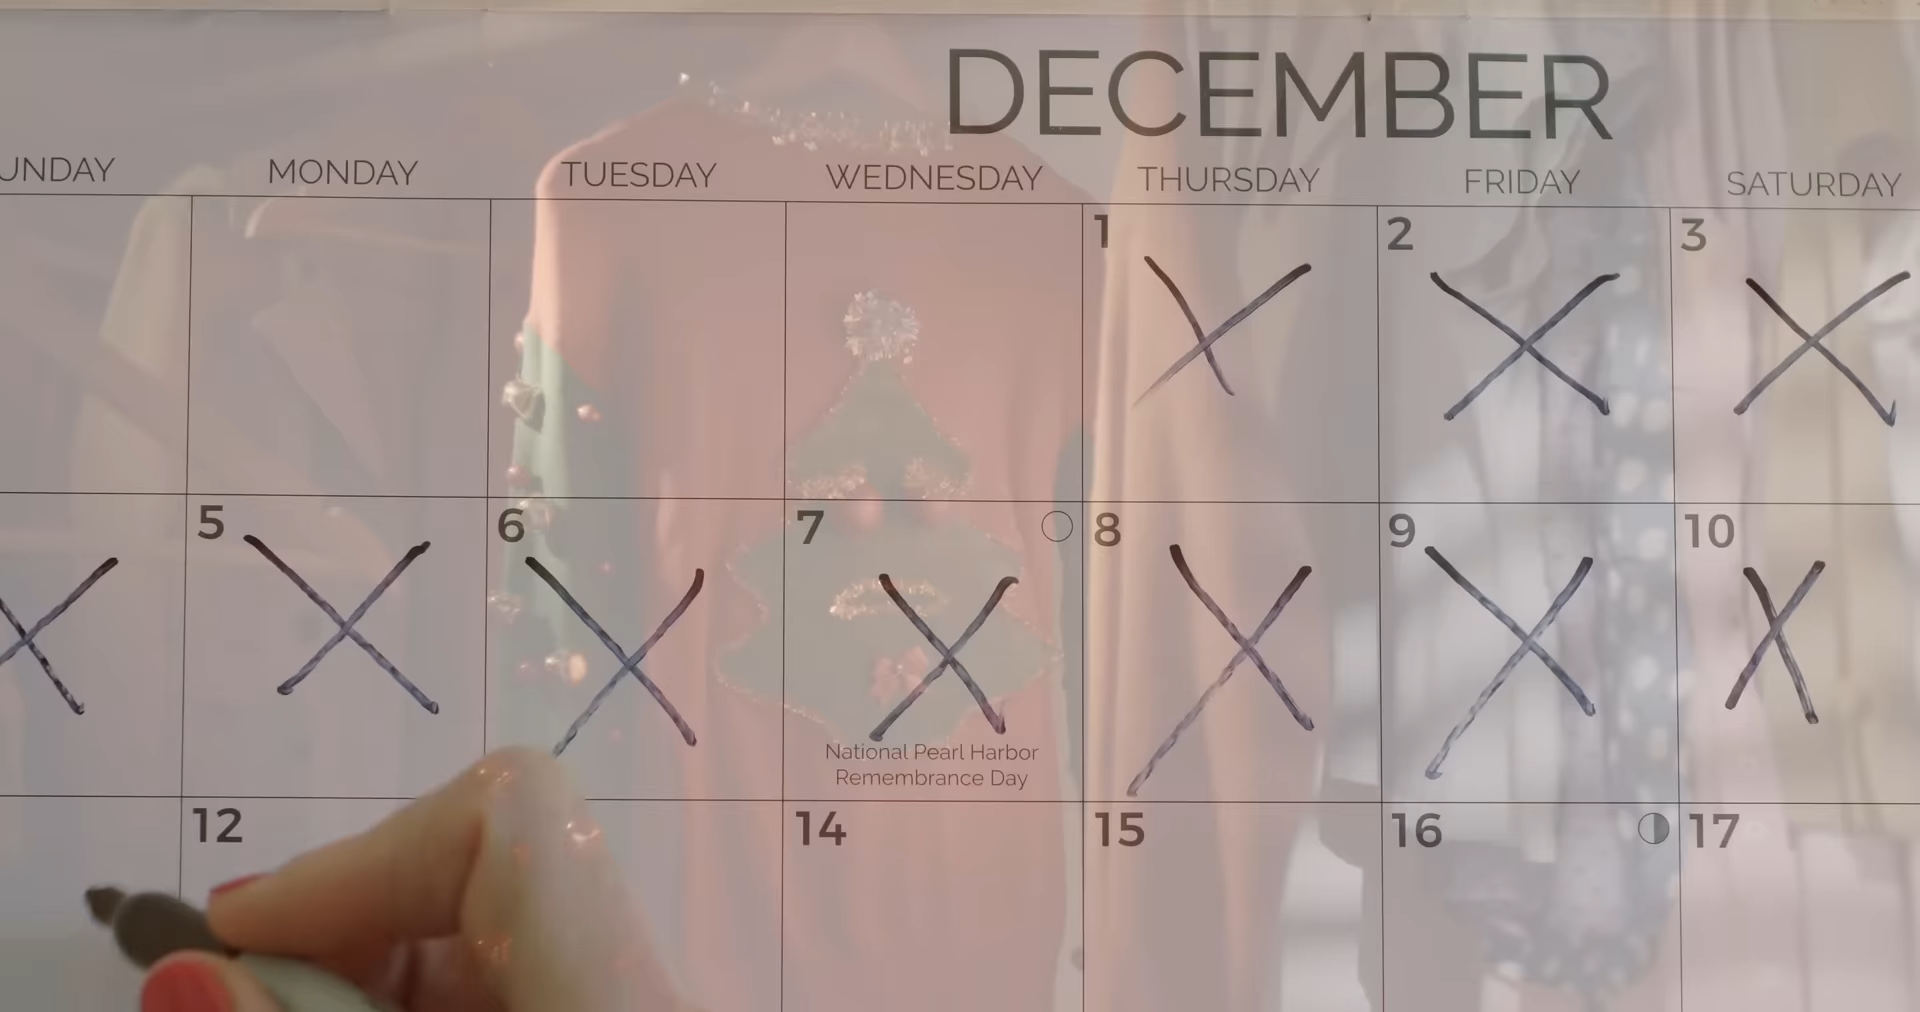 DECEMBER
UNDAY MONDAY TUESDAY WEDNESDAY THURSDAY FRIDAY SATURDAY
1 2 3
5 6 7 8 9 10
National Pearl Harbor
Remembrance Day
12 14 15 16 17